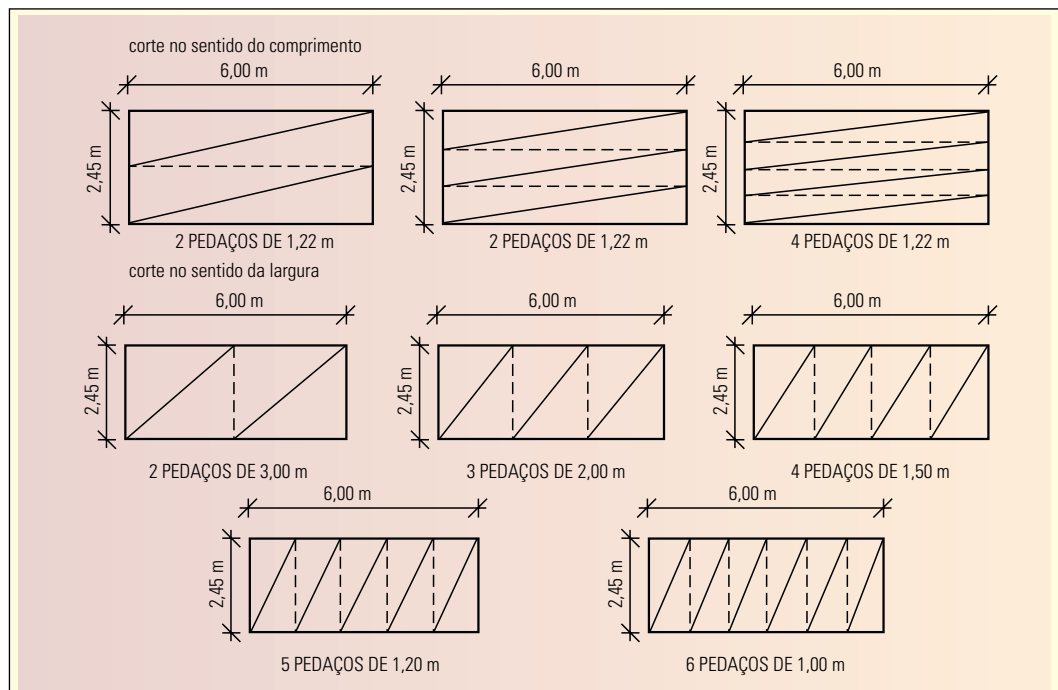 corte no sentido do comprimento
6,00 m 6,00 m 6,00 m
2,45 m 2,45 m 2,45 m
2 PEDAÇOS DE 1,22 m 2 PEDAÇOS DE 1,22 m 4 PEDAÇOS DE 1,22 m
corte no sentido da largura
6,00 m 6,00 m 6,00 m
2,45 m 2,45 m 2,45 m
2 PEDAÇOS DE 3,00 m 3 PEDAÇOS DE 2,00 m 4 PEDAÇOS DE 1,50 m
6,00 m 6,00 m
2,45 m 2,45 m
5 PEDAÇOS DE 1,20 m 6 PEDAÇOS DE 1,00 m